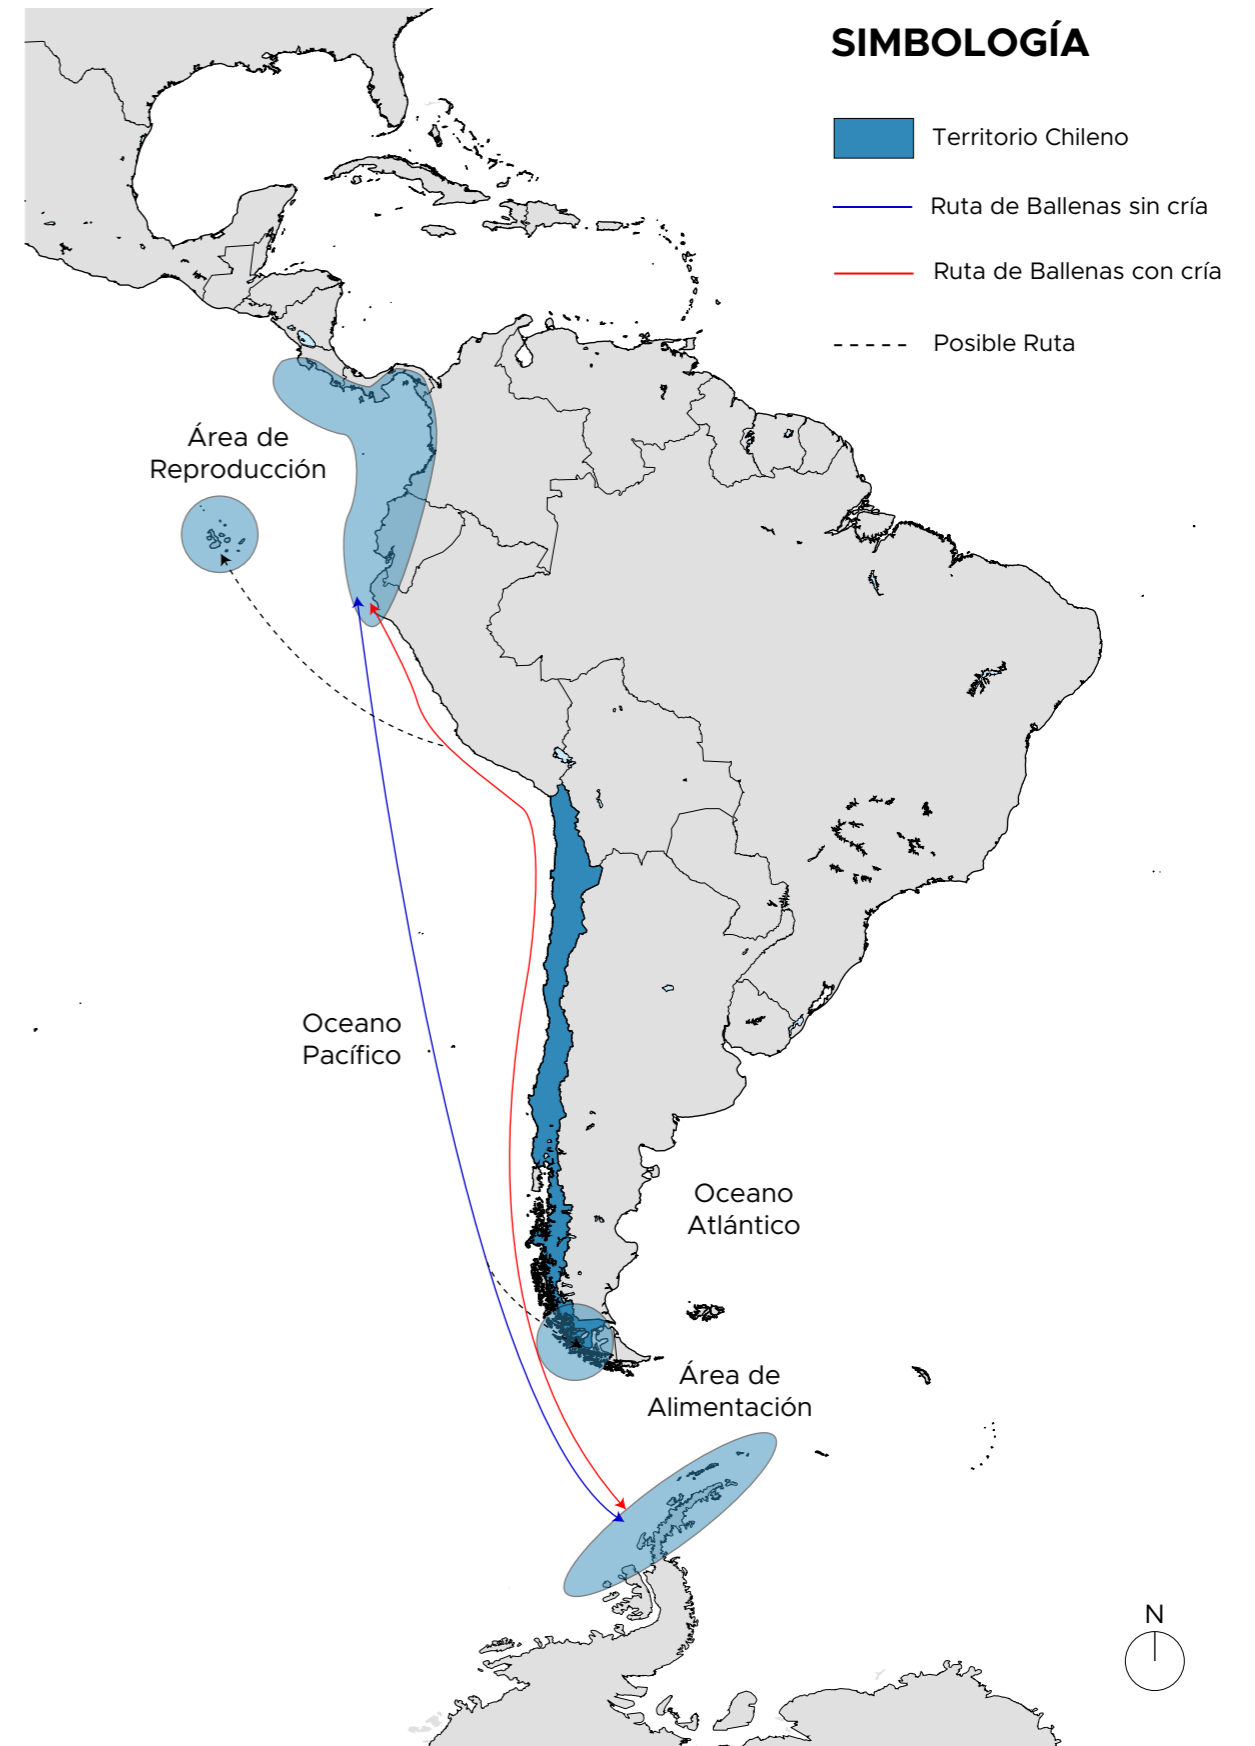 SIMBOLOGÍA
Territorio Chileno
Ruta de Ballenas sin cría
Ruta de Ballenas con cría
Posible Ruta
Área de
Reproducción
Oceano
Pacífico
Oceano
Atlántico
Área de
Alimentación
N